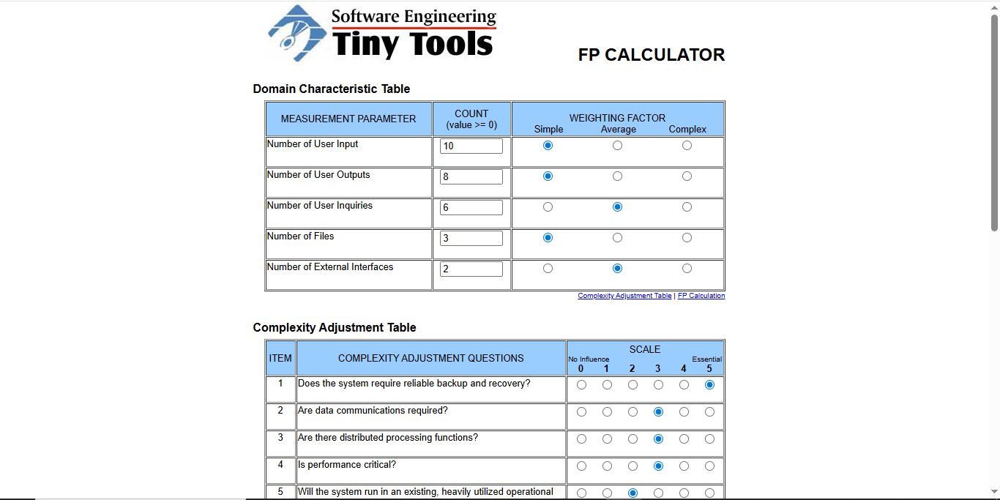 Software Engineering
Tiny Tools
FP CALCULATOR
Domain Characteristic Table
MEASUREMENT PARAMETER
COUNT
(value >= 0)
WEIGHTING FACTOR
Simple Average Complex
Number of User Input 10
Number of User Outputs 8
Number of User Inquiries 6
Number of Files 3
Number of External Interfaces 2
Complexity Adjustment Table | FP Calculation
Complexity Adjustment Table
ITEM COMPLEXITY ADJUSTMENT QUESTIONS
SCALE
No Influence Essential
0 1 2 3 4 5
1 Does the system require reliable backup and recovery?
2 Are data communications required?
3 Are there distributed processing functions?
4 Is performance critical?
5 Will the system run in an existing, heavily utilized operational